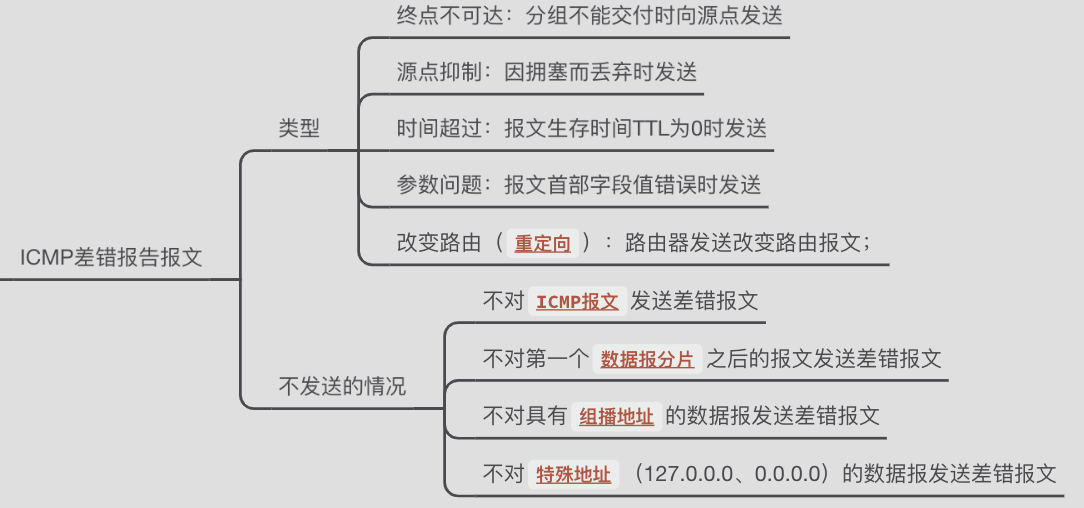 终点不可达：分组不能交付时向源点发送
源点抑制：因拥塞而丢弃时发送
类型
时间超过：报文生存时间TTL为0时发送
参数问题：报文首部字段值错误时发送
改变路由（重定向）：路由器发送改变路由报文；
ICMP差错报告报文
不对ICMP报文发送差错报文
不对第一个数据报分片之后的报文发送差错报文
不发送的情况
不对具有组播地址的数据报发送差错报文
不对特殊地址（127.0.0.0、0.0.0.0）的数据报发送差错报文